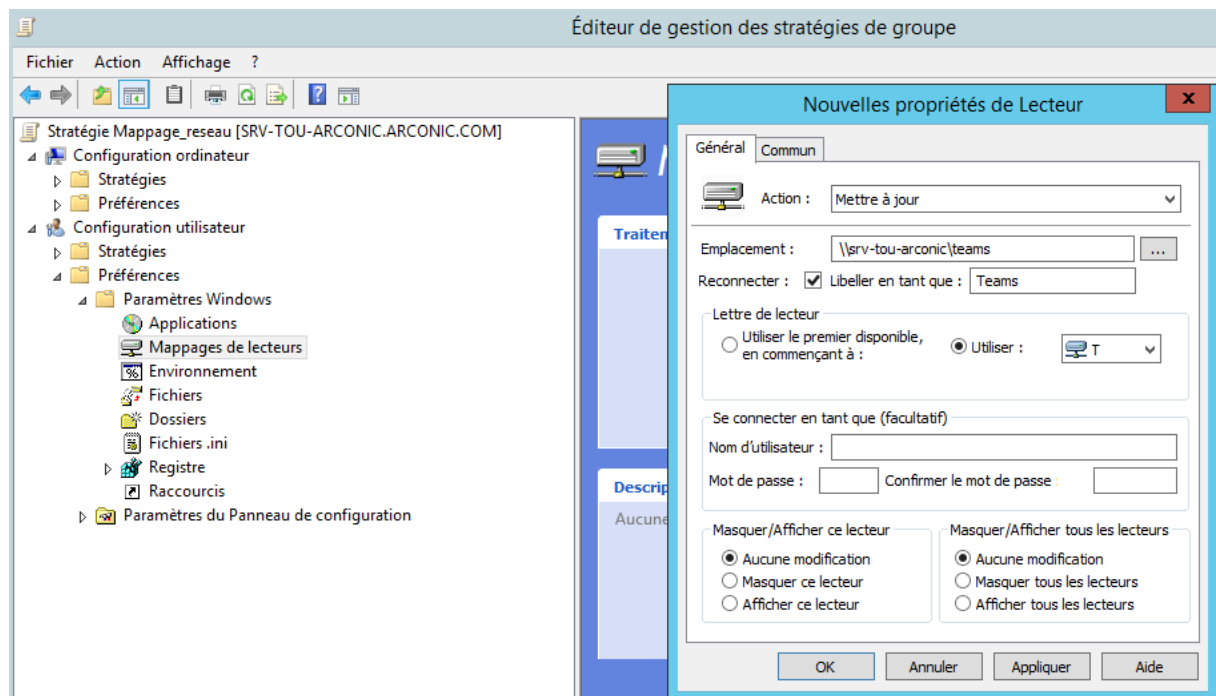 Éditeur de gestion des stratégies de groupe
Fichier Action Affichage ?
Stratégie Mappage_reseau [SRV-TOU-ARCONIC.ARCONIC.COM]
Configuration ordinateur
Stratégies
Préférences
Configuration utilisateur
Stratégies
Préférences
Paramètres Windows
Applications
Mappages de lecteurs
Environnement
Fichiers
Dossiers
Fichiers .ini
Registre
Raccourcis
Paramètres du Panneau de configuration
Traitem
Descrip
Aucune
Nouvelles propriétés de Lecteur
x
Général Commun
Action : Mettre à jour
Emplacement : \\srv-tou-arconic\teams ...
Reconnecter : Libeller en tant que : Teams
Lettre de lecteur
Utiliser le premier disponible,
en commençant à :
Utiliser : T
Se connecter en tant que (facultatif)
Nom d'utilisateur :
Mot de passe : Confirmer le mot de passe :
Masquer/Afficher ce lecteur Masquer/Afficher tous les lecteurs
Aucune modification Aucune modification
Masquer ce lecteur Masquer tous les lecteurs
Afficher ce lecteur Afficher tous les lecteurs
OK Annuler Appliquer Aide